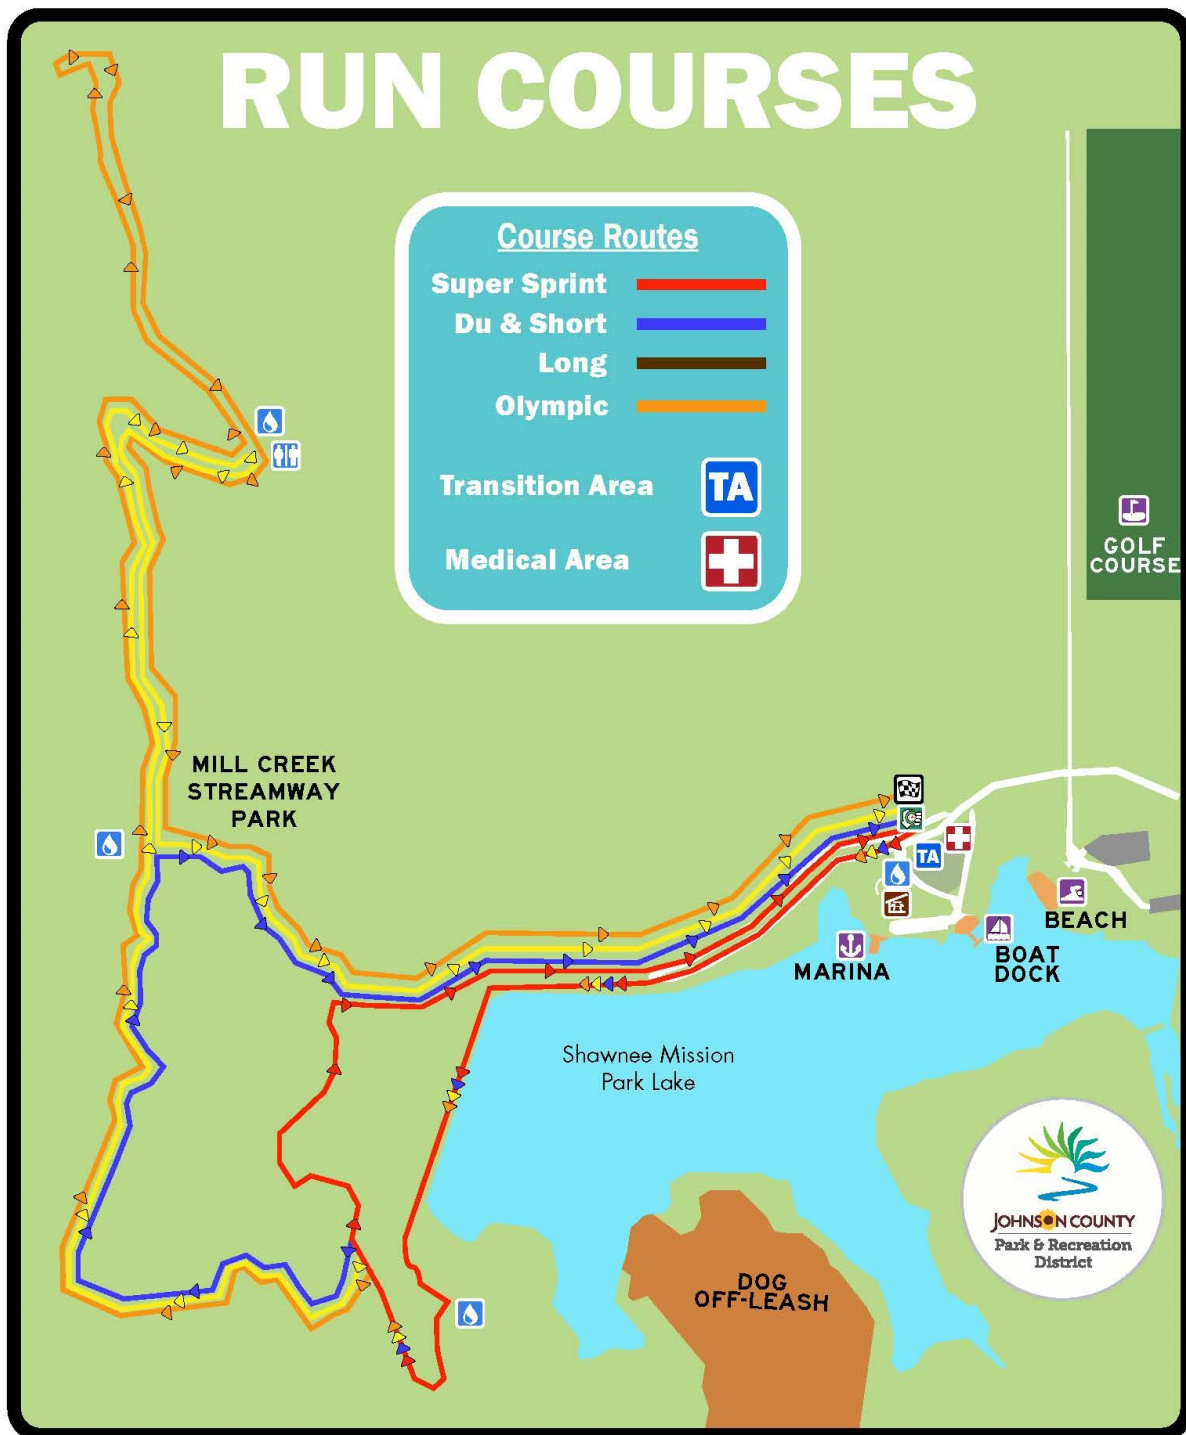 RUN COURSES
Course Routes
Super Sprint
Du & Short
Long
Olympic
Transition Area
TA
Medical Area
GOLF
COURSE
MILL CREEK
STREAMWAY
PARK
TA
BEACH
BOAT
DOCK
MARINA
Shawnee Mission
Park Lake
JOHNSON COUNTY
Park & Recreation
District
DOG
OFF-LEASH